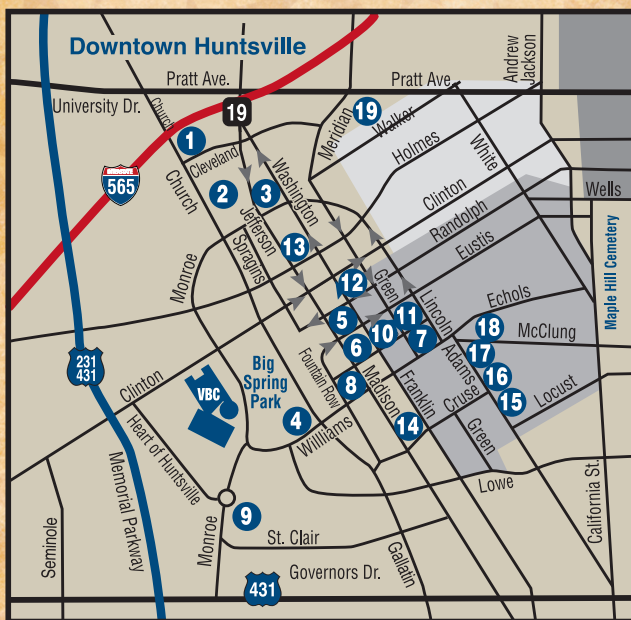 Downtown Huntsville
Pratt Ave.
Pratt Ave.
Andrew
Jackson
University Dr.
Church
19
Meridian
19
Walker
1
Cleveland
Holmes
White
INTERSTATE
565
Church
2
3
Washington
Clinton
Wells
Jefferson
Randolph
Spragins
13
Eustis
Monroe
Maple Hill Cemetery
12
Green
Lincoln
Echols
5
11
10
7
18
McClung
231
431
Clinton
Big
Spring
Park
6
17
Adams
VBC
Fountain Row
8
Madison
Franklin
16
Cruse
15
Locust
4
Williams
14
Green
Heart of Huntsville
Memorial Parkway
Lowe
California St.
9
Seminole
Monroe
St. Clair
Gallatin
Governors Dr.
431